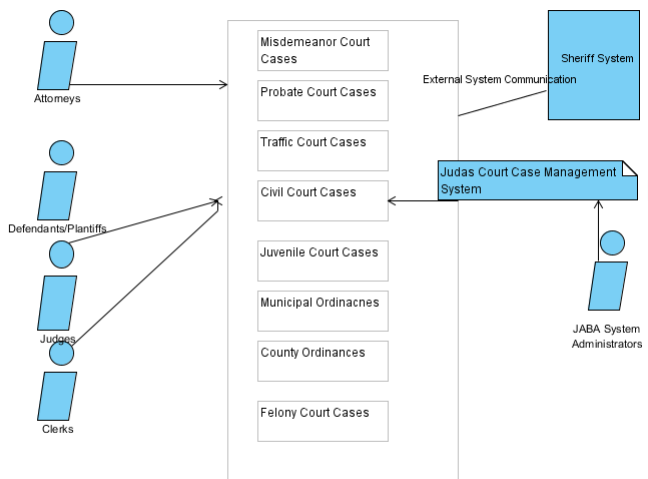 Misdemeanor Court
Cases
Sheriff System
External System Communication
Probate Court Cases
Attorneys
Traffic Court Cases
Judas Court Case Management
System
Civil Court Cases
Defendants/Plantiffs
Juvenile Court Cases
Municipal Ordinacnes
JABA System
Administrators
Judges
County Ordinances
Felony Court Cases
Clerks